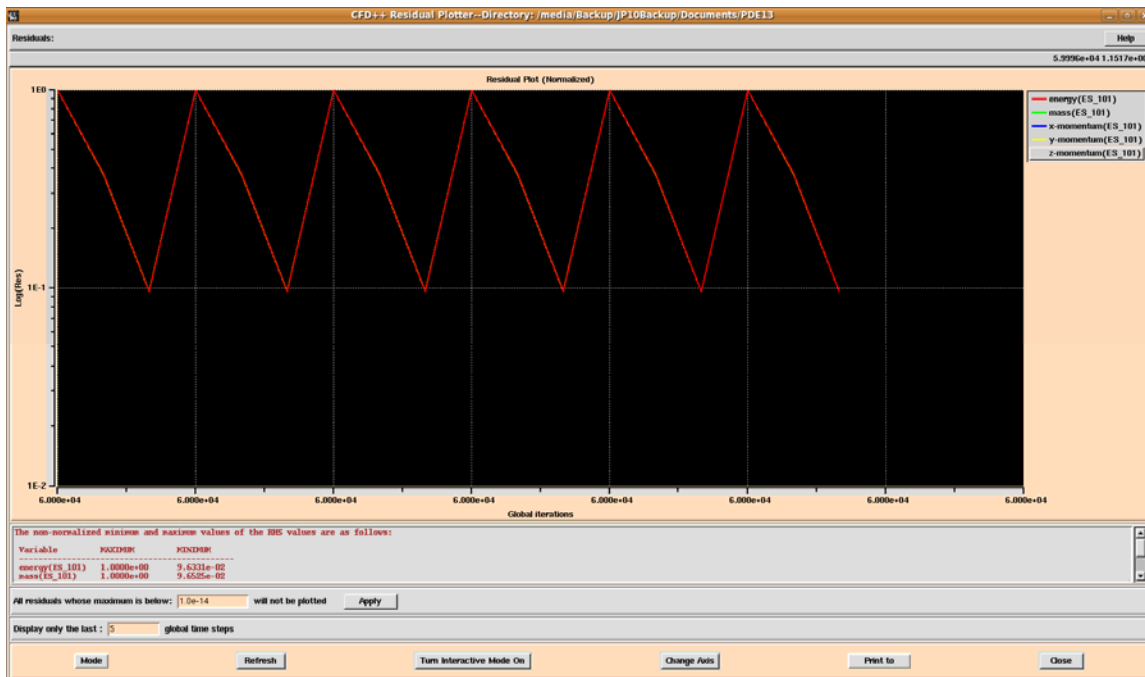 CFD++ Residual Plotter--Directory: /media/Backup/JP10Backup/Documents/PDE13
Residuals:
Help
5.9996e+04 1.1517e+00
Residual Plot (Normalized)
1E0
1E-1
1E-2
Log(Res)
energy(ES_101)
mass(ES_101)
x-momentum(ES_101)
y-momentum(ES_101)
z-momentum(ES_101)
6.000e+04 6.000e+04 6.000e+04 6.000e+04 6.000e+04 6.000e+04 6.000e+04 6.000e+04
Global iterations
The non-normalized minimum and maximum values of the RHS values are as follows:
Variable MAXIMUM MINIMUM
energy(ES_101) 1.0000e+00 9.6331e-02
mass(ES_101) 1.0000e+00 9.6525e-02
All residuals whose maximum is below: 1.0e-14 will not be plotted Apply
Display only the last : 5 global time steps
Mode Refresh Turn Interactive Mode On Change Axis Print to Close